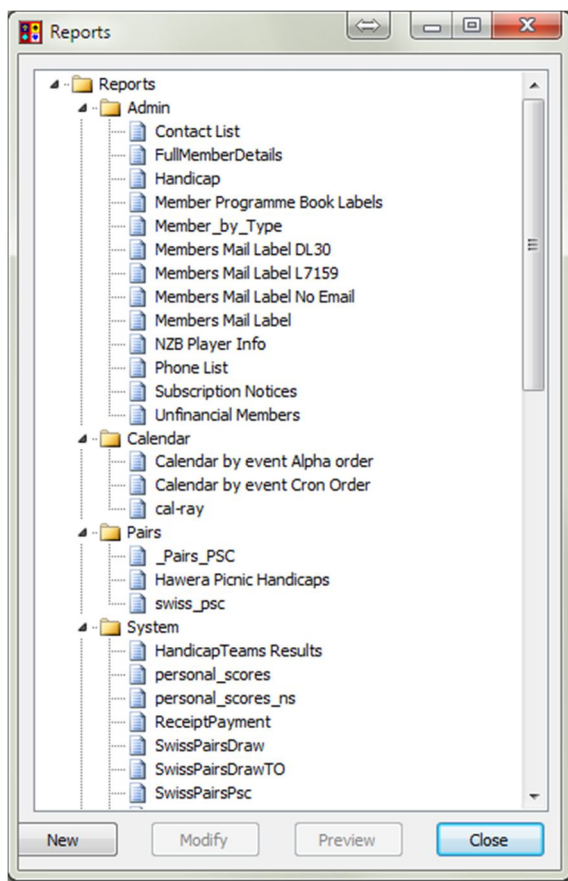 Reports
Reports
Admin
Contact List
FullMemberDetails
Handicap
Member Programme Book Labels
Member_by_Type
Members Mail Label DL30
Members Mail Label L7159
Members Mail Label No Email
Members Mail Label
NZB Player Info
Phone List
Subscription Notices
Unfinancial Members
Calendar
Calendar by event Alpha order
Calendar by event Cron Order
cal-ray
Pairs
_Pairs_PSC
Hawera Picnic Handicaps
swiss_psc
System
HandicapTeams Results
personal_scores
personal_scores_ns
ReceiptPayment
SwissPairsDraw
SwissPairsDrawTO
SwissPairsPsc
New Modify Preview Close